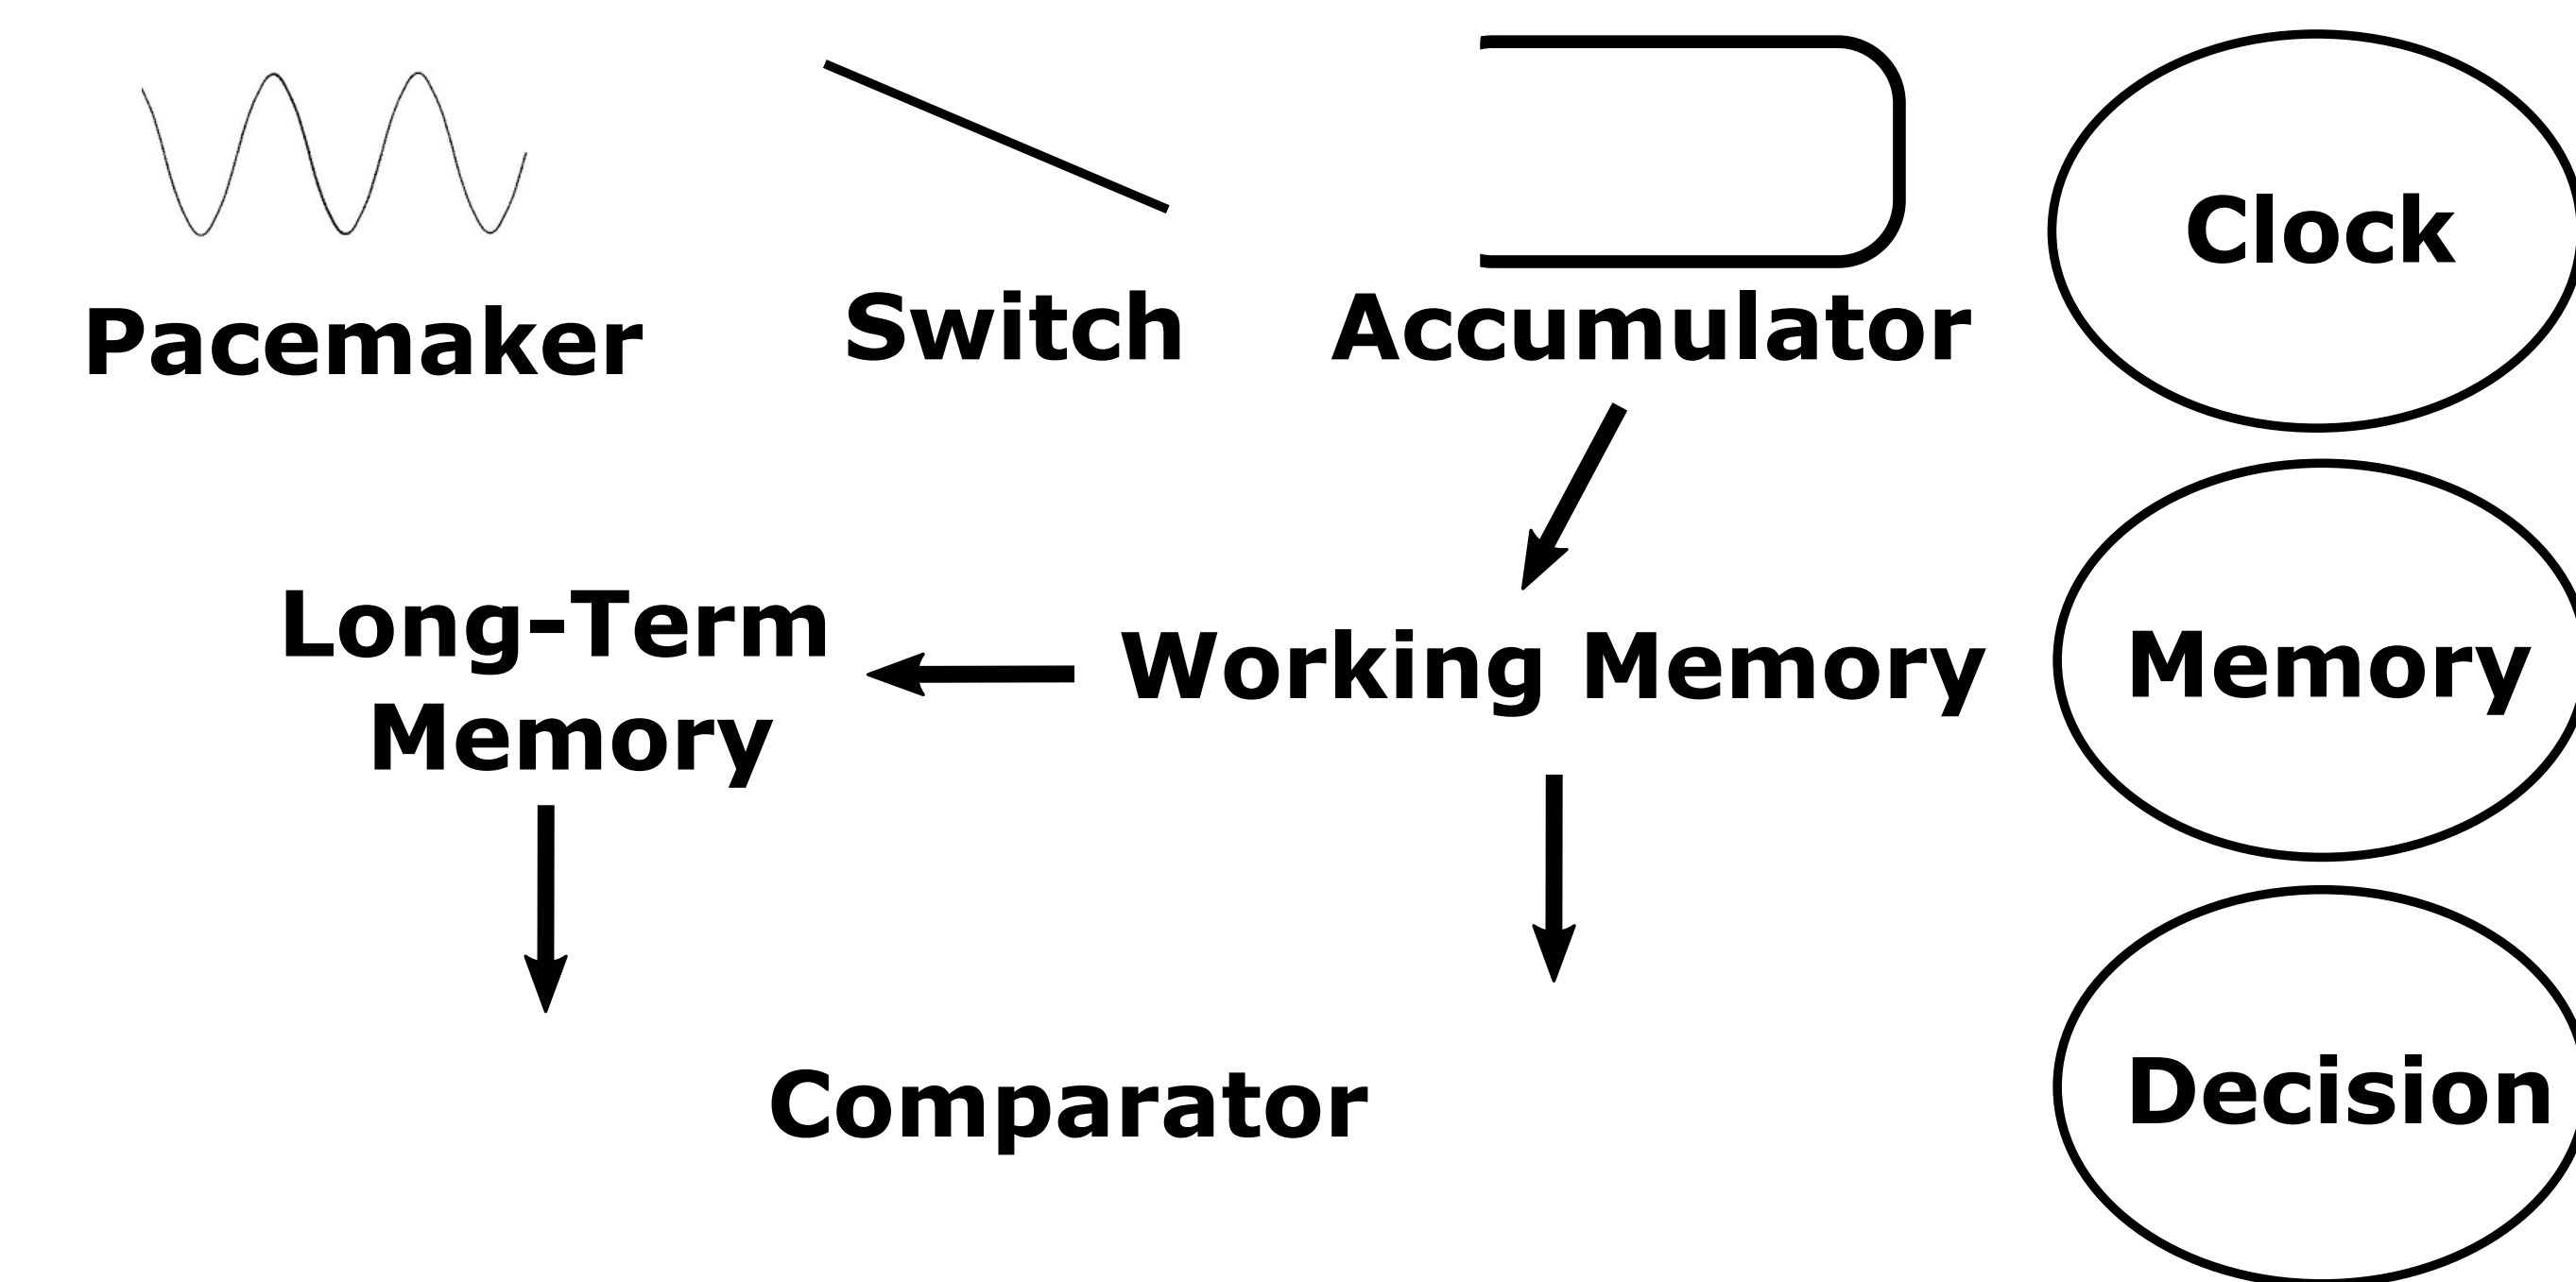 Pacemaker
Switch
Accumulator
Clock
Long-Term
Memory
Working Memory
Memory
Comparator
Decision